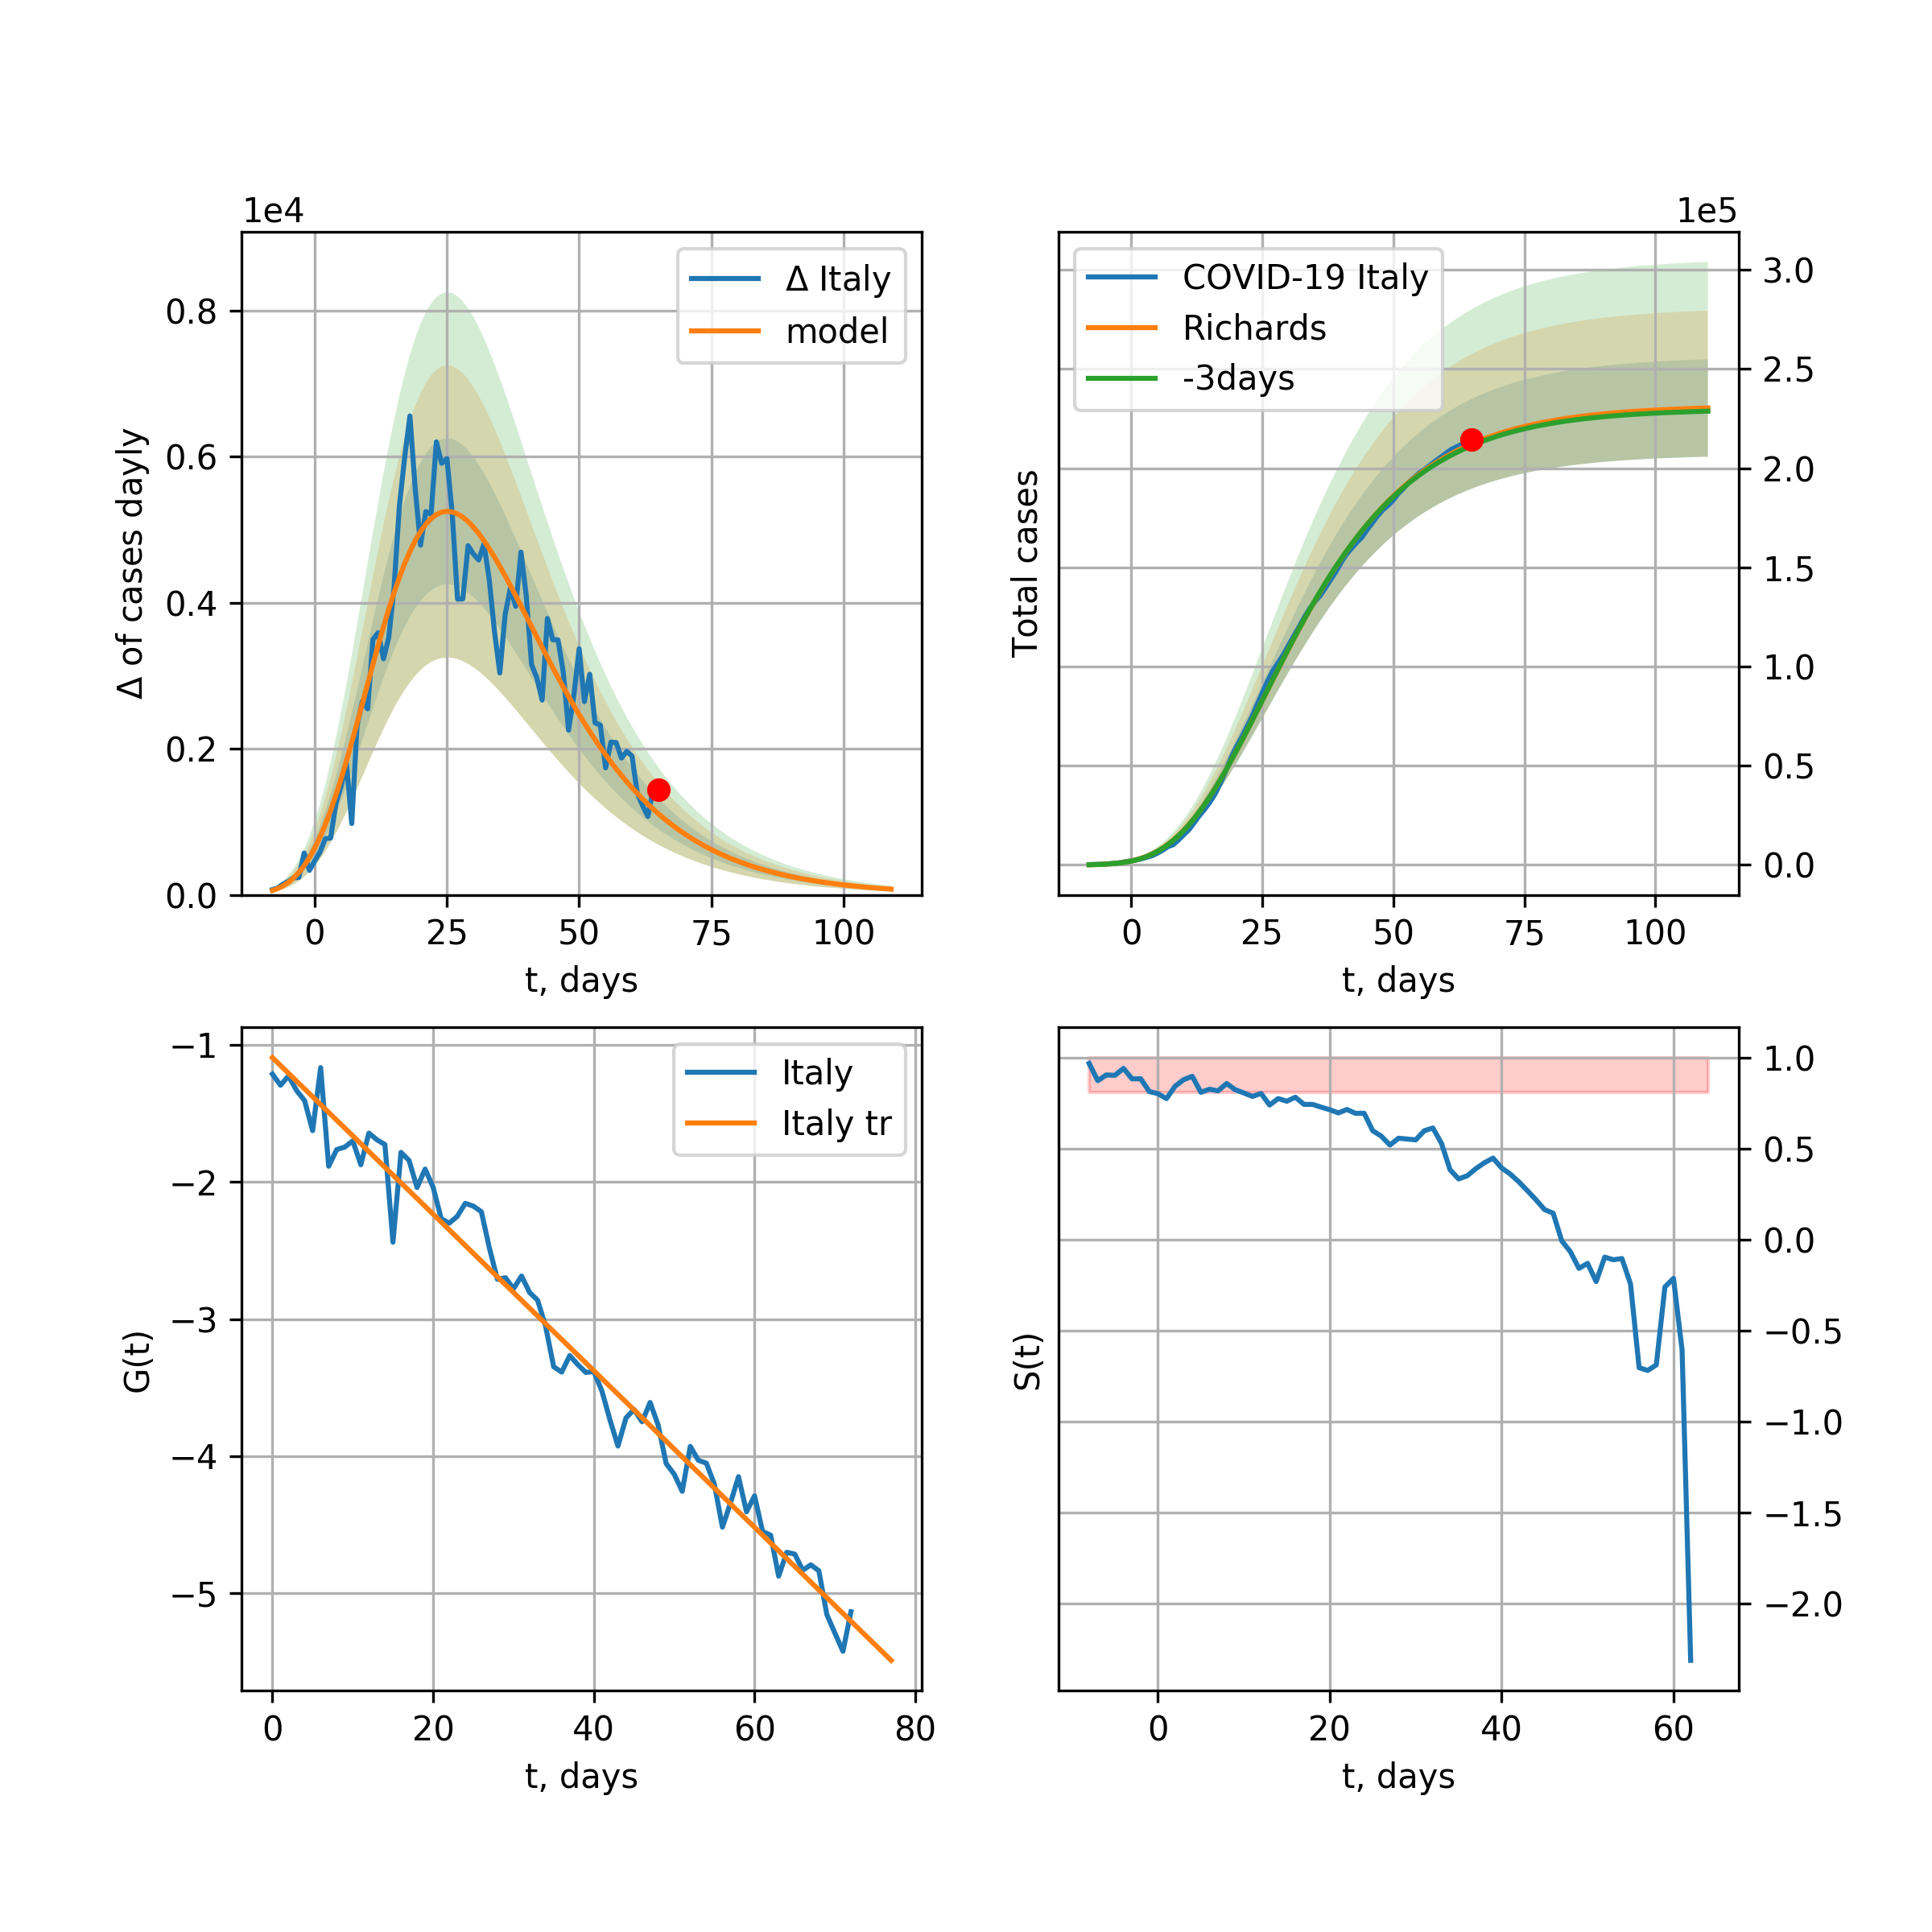 1e4
Δ of cases dayly
0.8
0.6
0.4
0.2
0.0
0 25 50 75 100
t, days
Δ Italy
model
1e5
Total cases
3.0
2.5
2.0
1.5
1.0
0.5
0.0
0 25 50 75 100
t, days
COVID-19 Italy
Richards
-3days
G(t)
−1
−2
−3
−4
−5
0 20 40 60 80
t, days
Italy
Italy tr
S(t)
1.0
0.5
0.0
−0.5
−1.0
−1.5
−2.0
0 20 40 60
t, days